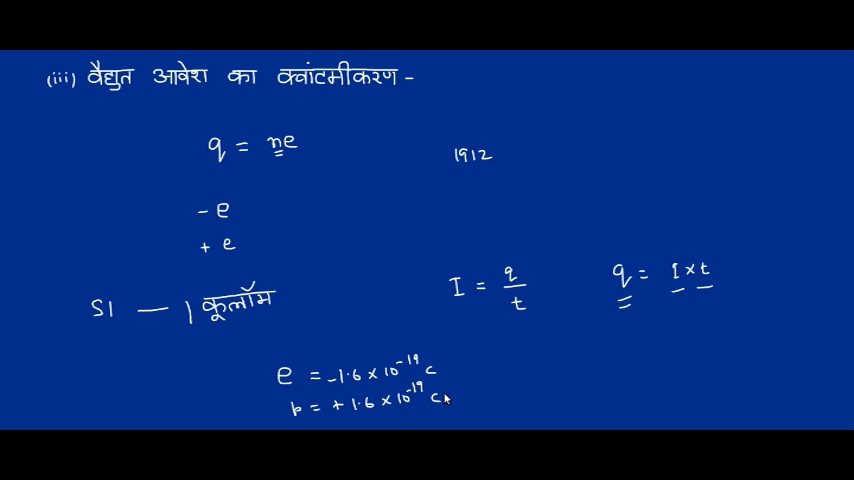 (iii) वैद्युत आवेश का क्वांटमीकरण -
q = ne
1912
- e
+ e
SI — 1 कूलॉम
I = q/t
q = I × t
e = -1.6 × 10⁻¹⁹ C
p = + 1.6 × 10⁻¹⁹ C